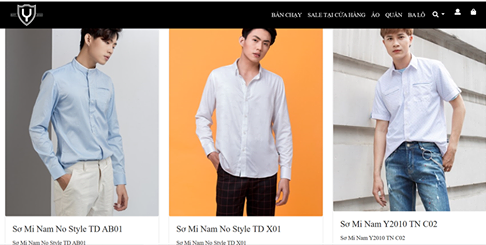 Y
BÁN CHẠY SALE TẠI CỬA HÀNG ÁO QUẦN BA LÔ
Sơ Mi Nam No Style TD AB01
Sơ Mi Nam No Style TD AB01
Sơ Mi Nam No Style TD X01
Sơ Mi Nam No Style TD X01
Sơ Mi Nam Y2010 TN C02
Sơ Mi Nam Y2010 TN C02